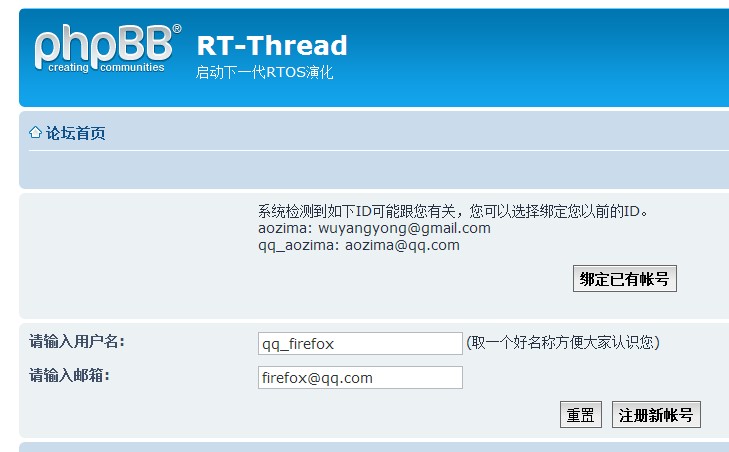 phpBB®
creating communities
RT-Thread
启动下一代RTOS演化
论坛首页
系统检测到如下ID可能跟您有关，您可以选择绑定您以前的ID。
aozima: wuyangyong@gmail.com
qq_aozima: aozima@qq.com
绑定已有帐号
请输入用户名: qq_firefox (取一个好名称方便大家认识您)
请输入邮箱: firefox@qq.com
重置 注册新帐号